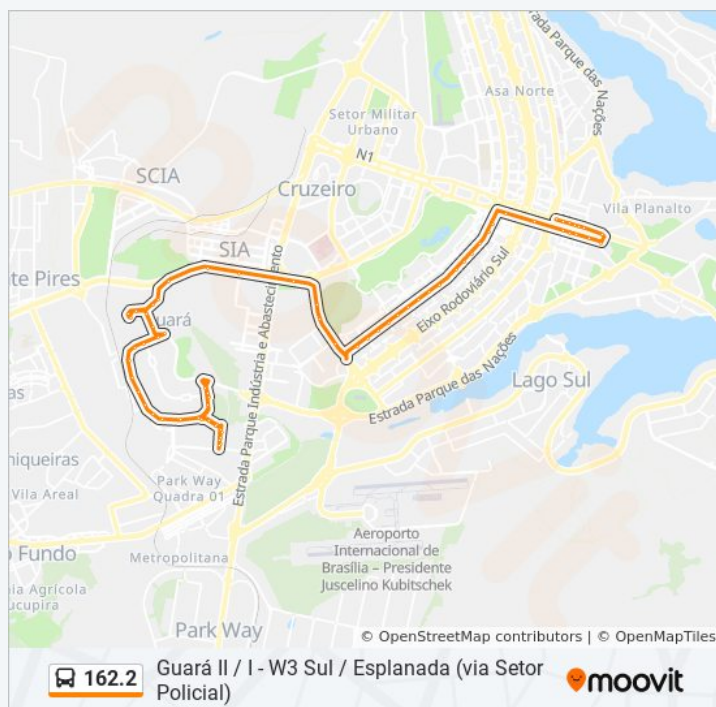 Estrada Parque das
Nações
Asa Norte
Setor Militar
Urbano
N1
SCIA
Cruzeiro
Vila Planalto
SIA
te Pires
Guará
Estrada Parque Indústria e Abastecimento
Eixo Rodoviário Sul
Estrada Parque das Nações
Lago Sul
as
niqueiras
Vila Areal
Park Way
Quadra 01
o Fundo
Metropolitana
Aeroporto
Internacional de
Brasília – Presidente
Juscelino Kubitschek
ia Agrícola
ucupira
Park Way
© OpenStreetMap contributors | © OpenMapTiles
162.2
Guará II / I - W3 Sul / Esplanada (via Setor
Policial)
moovit